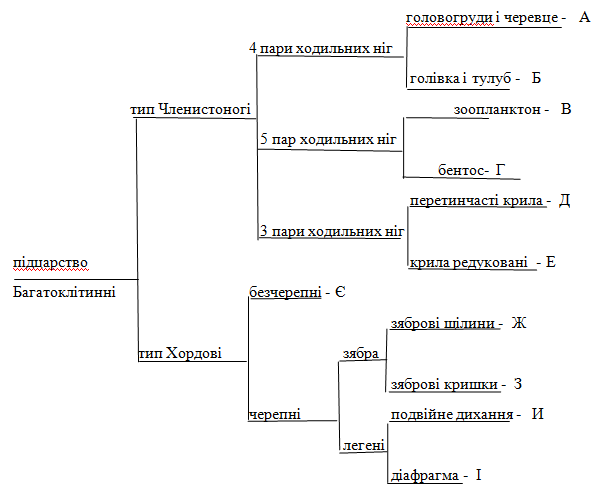 головогруди і черевце - А
4 пари ходильних ніг
голівка і тулуб - Б
тип Членистоногі
зоопланктон - В
5 пар ходильних ніг
бентос- Г
перетинчасті крила - Д
3 пари ходильних ніг
підцарство
крила редуковані - Е
Багатоклітинні
безчерепні - Є
зяброві щілини - Ж
тип Хордові
зябра
зяброві кришки - З
черепні
подвійне дихання - И
легені
діафрагма - І